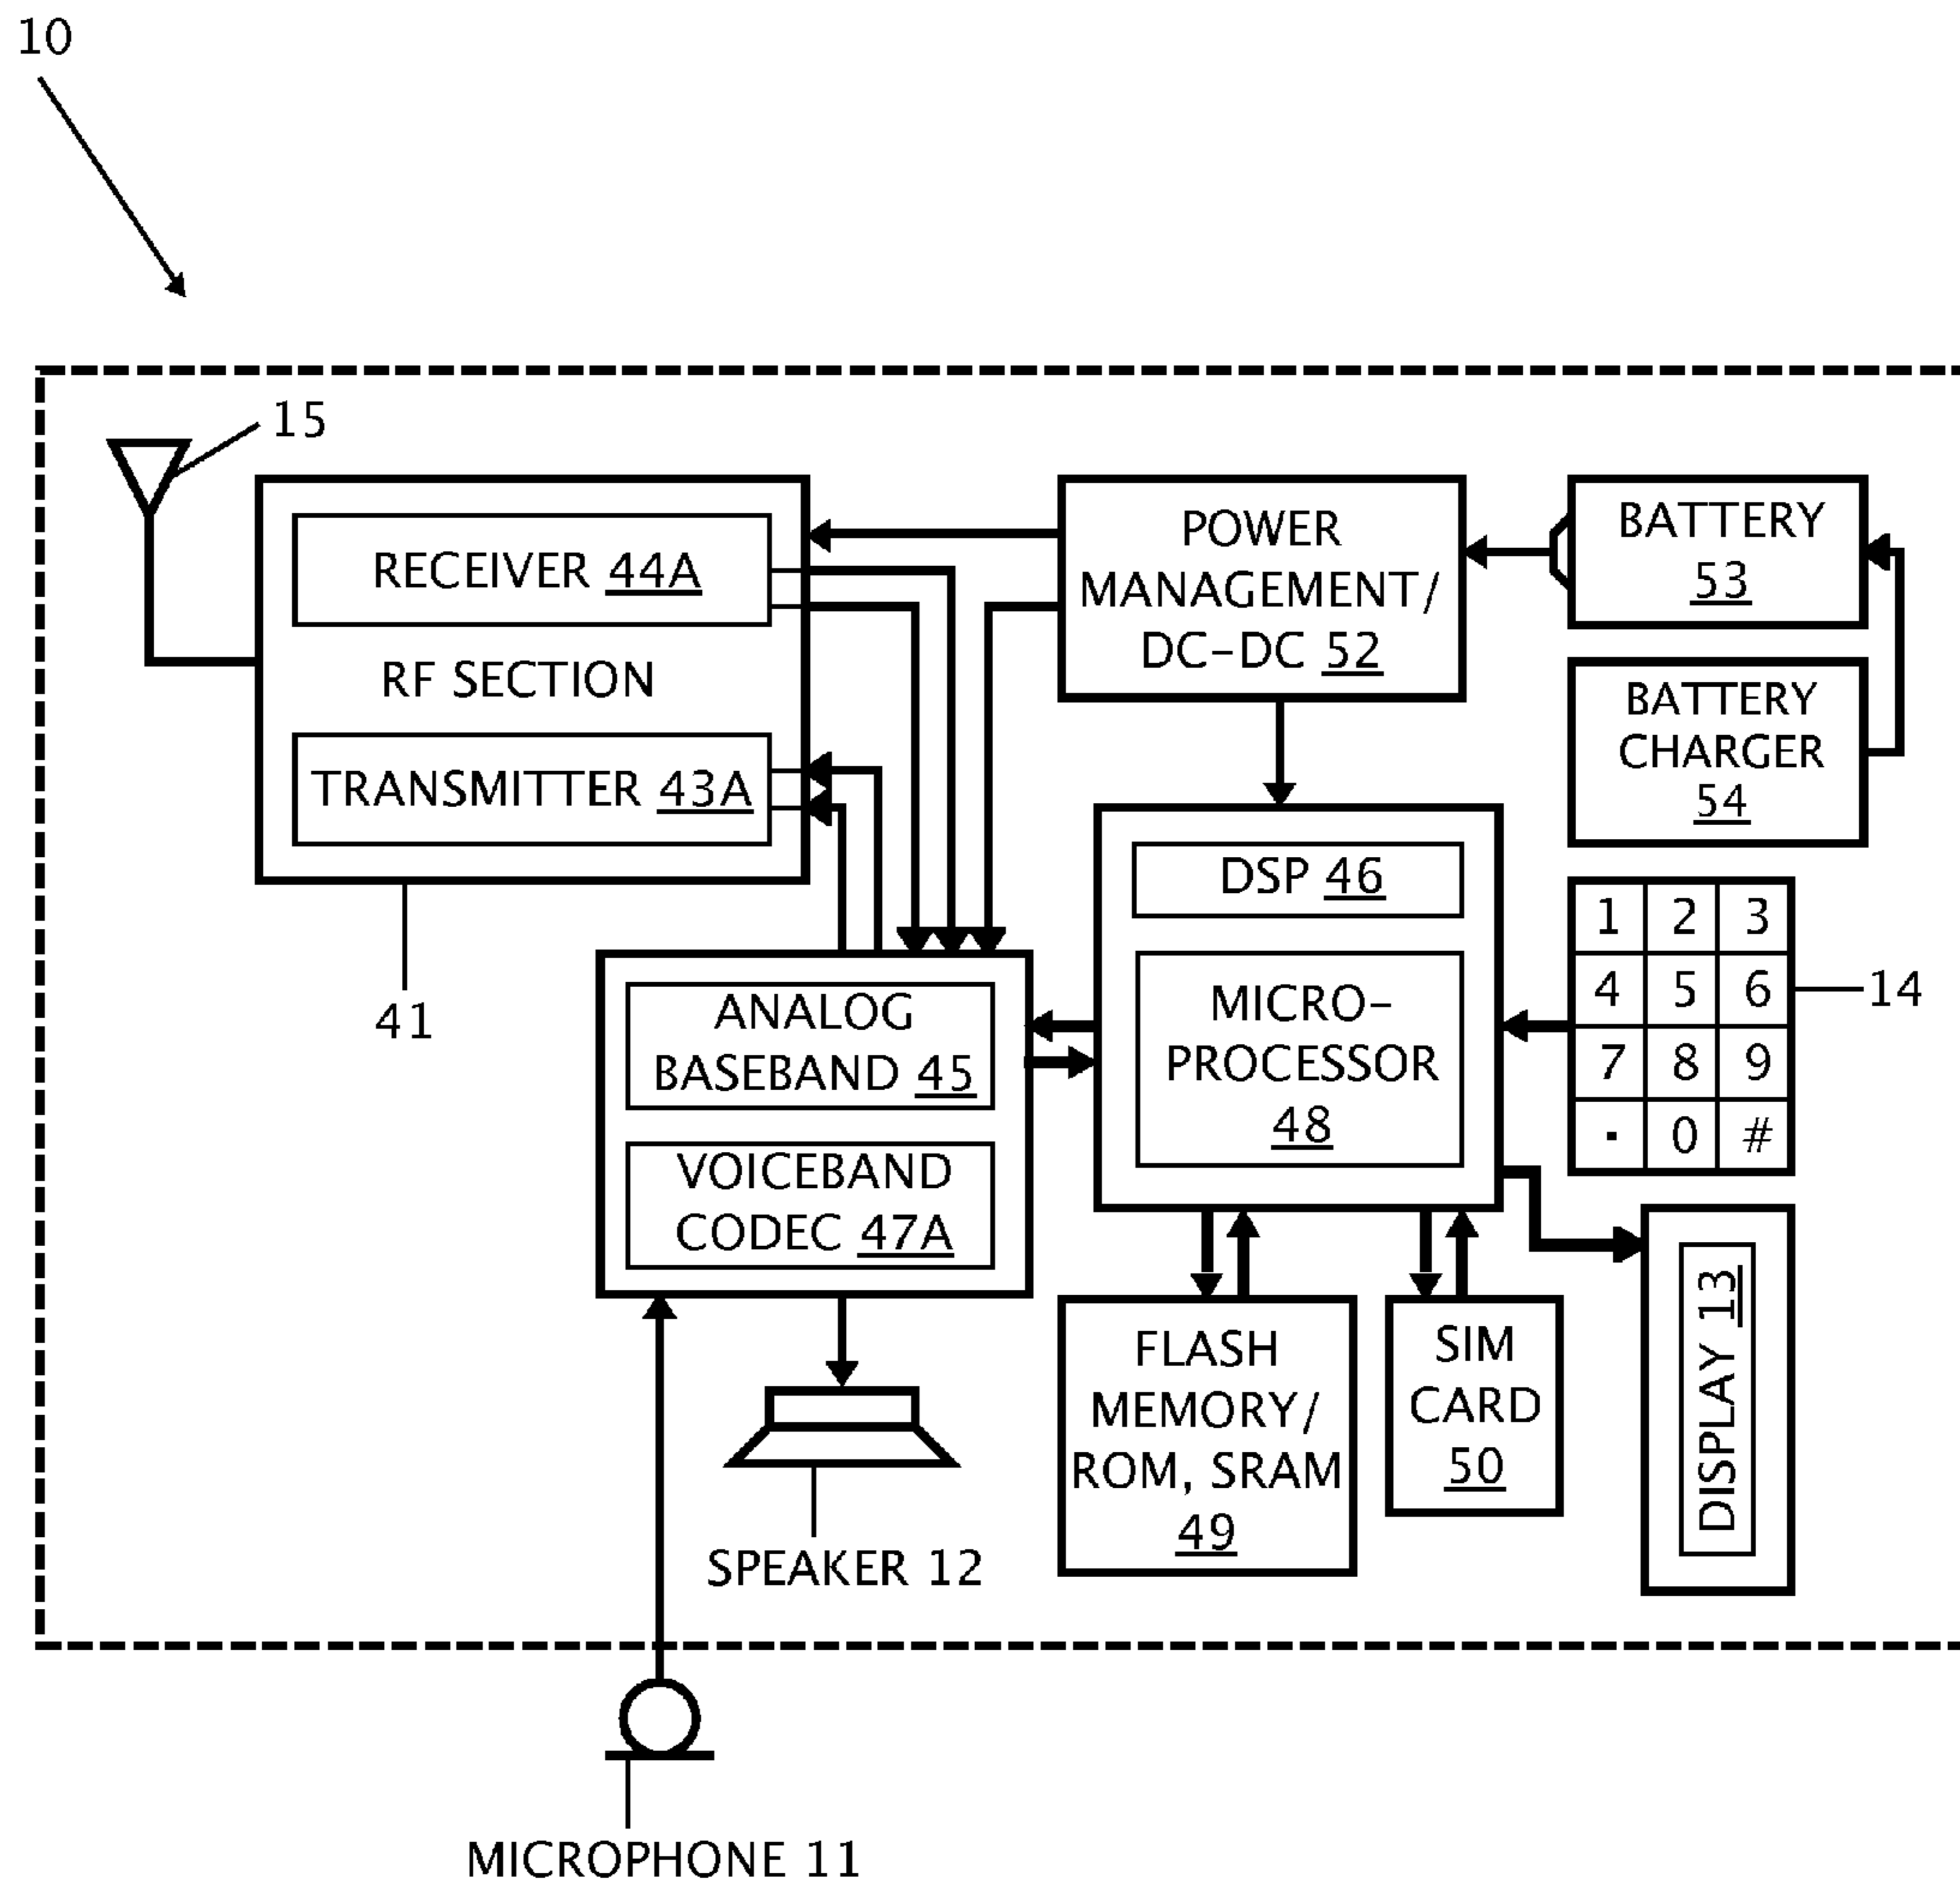 10
15
RECEIVER 44A
RF SECTION
TRANSMITTER 43A
41
POWER
MANAGEMENT/
DC-DC 52
BATTERY
53
BATTERY
CHARGER
54
DSP 46
MICRO-
PROCESSOR
48
1 2 3
4 5 6
7 8 9
· 0 #
14
ANALOG
BASEBAND 45
VOICEBAND
CODEC 47A
FLASH
MEMORY/
ROM, SRAM
49
SIM
CARD
50
DISPLAY 13
SPEAKER 12
MICROPHONE 11